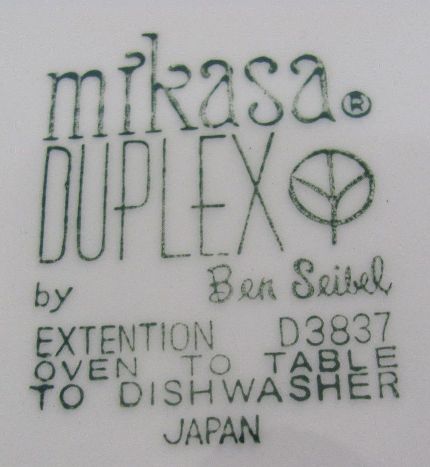 mikasa®
DUPLEX
by Ben Seibel
EXTENTION D3837
OVEN TO TABLE
TO DISHWASHER
JAPAN